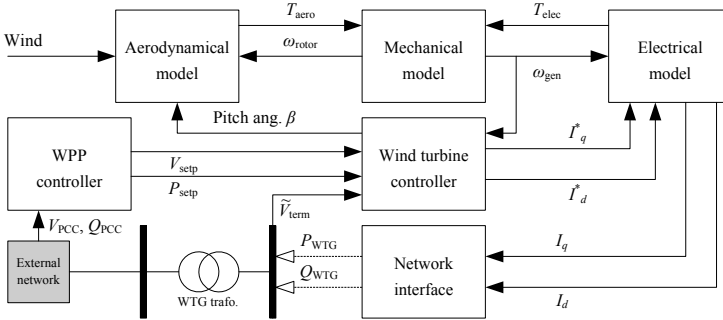 T_aero
T_elec
Wind
Aerodynamical
model
ω_rotor
Mechanical
model
Electrical
model
ω_gen
Pitch ang. β
WPP
controller
V_setp
P_setp
Wind turbine
controller
I*_q
I*_d
Ṽ_term
V_PCC, Q_PCC
External
network
WTG trafo.
P_WTG
Q_WTG
Network
interface
I_q
I_d